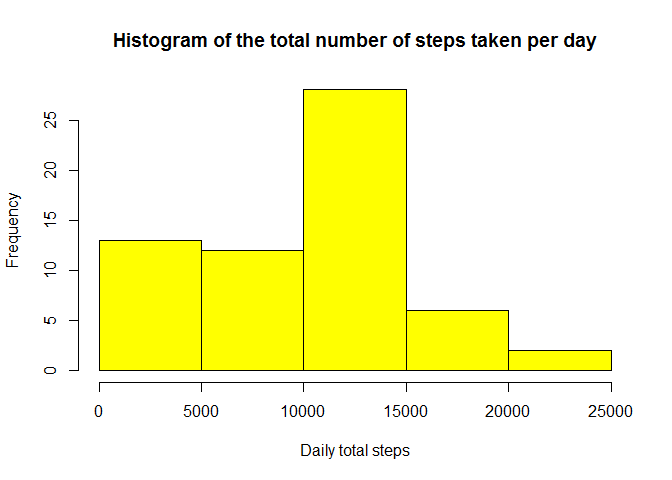 Histogram of the total number of steps taken per day
Frequency
25
20
15
10
5
0
0 5000 10000 15000 20000 25000
Daily total steps